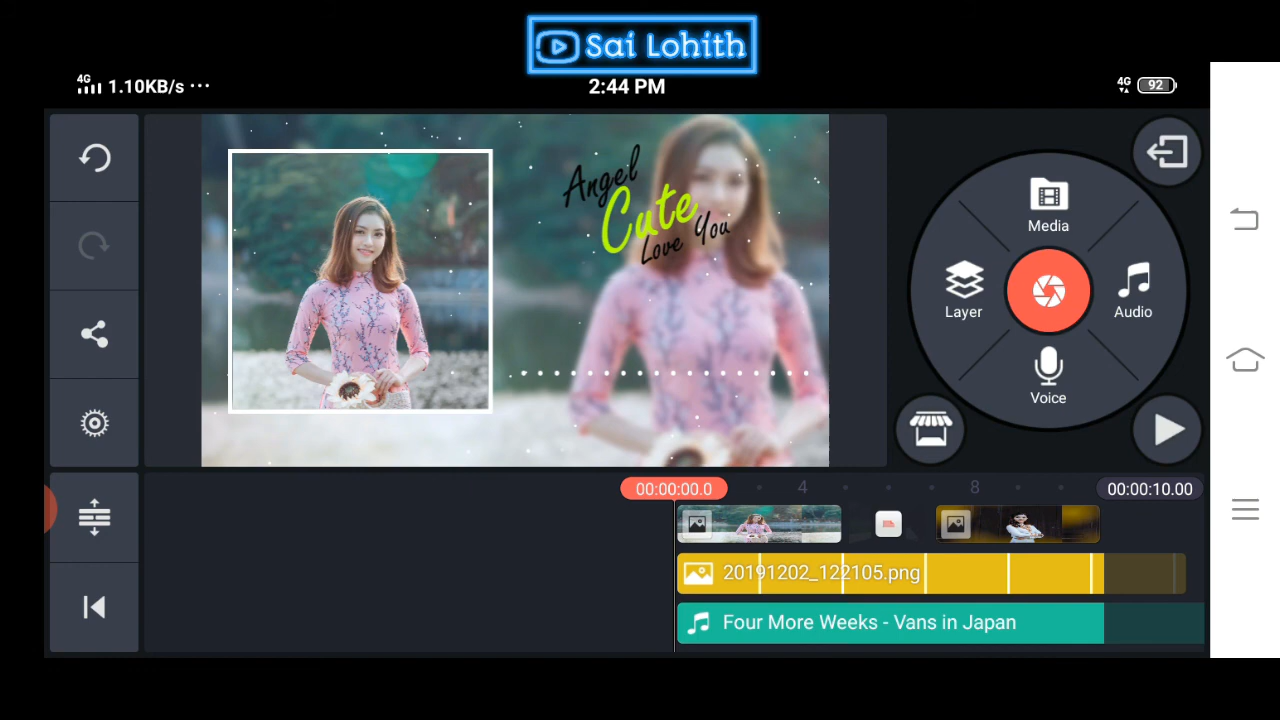 Sai Lohith
4G 1.10KB/s ···
2:44 PM
4G 92
Angel
Cute
Love You
Media
Layer
Audio
Voice
00:00:00.0
4
8
00:00:10.00
20191202_122105.png
Four More Weeks - Vans in Japan